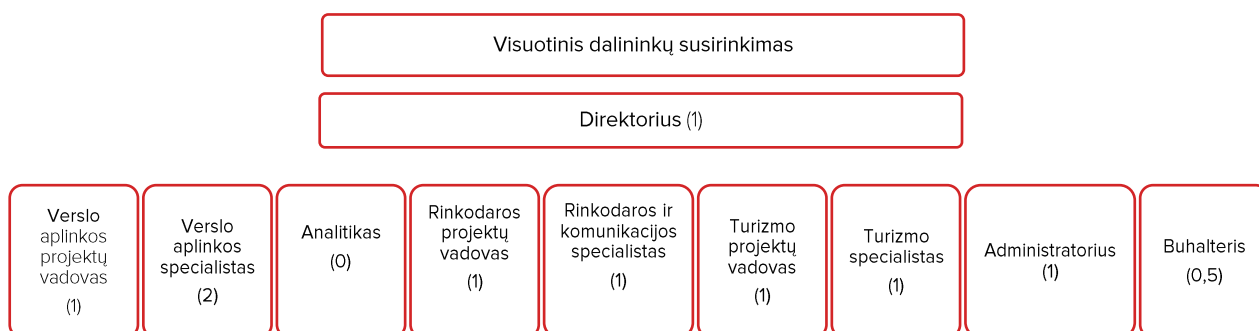 Visuotinis dalininkų susirinkimas
Direktorius (1)
Verslo
aplinkos
projektų
vadovas
(1)
Verslo
aplinkos
specialistas
(2)
Analitikas
(0)
Rinkodaros
projektų
vadovas
(1)
Rinkodaros ir
komunikacijos
specialistas
(1)
Turizmo
projektų
vadovas
(1)
Turizmo
specialistas
(1)
Administratorius
(1)
Buhalteris
(0,5)